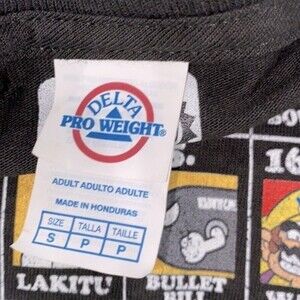 DELTA
PRO WEIGHT®
ADULT ADULTO ADULTE
MADE IN HONDURAS
SIZE TALLA TAILLE
S P P
16
LAKITU
BULLET
BILL